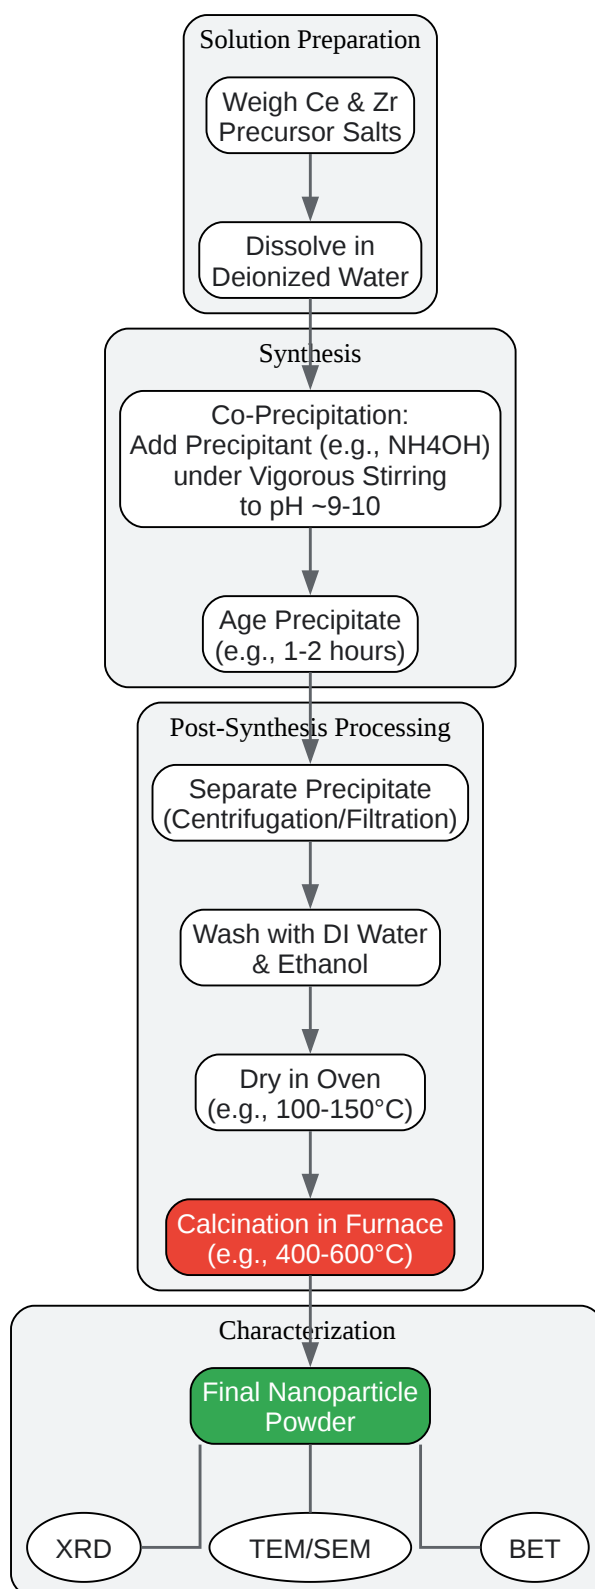 Solution Preparation
Weigh Ce & Zr
Precursor Salts
Dissolve in
Deionized Water
Synthesis
Co-Precipitation:
Add Precipitant (e.g., NH4OH)
under Vigorous Stirring
to pH ~9-10
Age Precipitate
(e.g., 1-2 hours)
Post-Synthesis Processing
Separate Precipitate
(Centrifugation/Filtration)
Wash with DI Water
& Ethanol
Dry in Oven
(e.g., 100-150°C)
Calcination in Furnace
(e.g., 400-600°C)
Characterization
Final Nanoparticle
Powder
XRD
TEM/SEM
BET